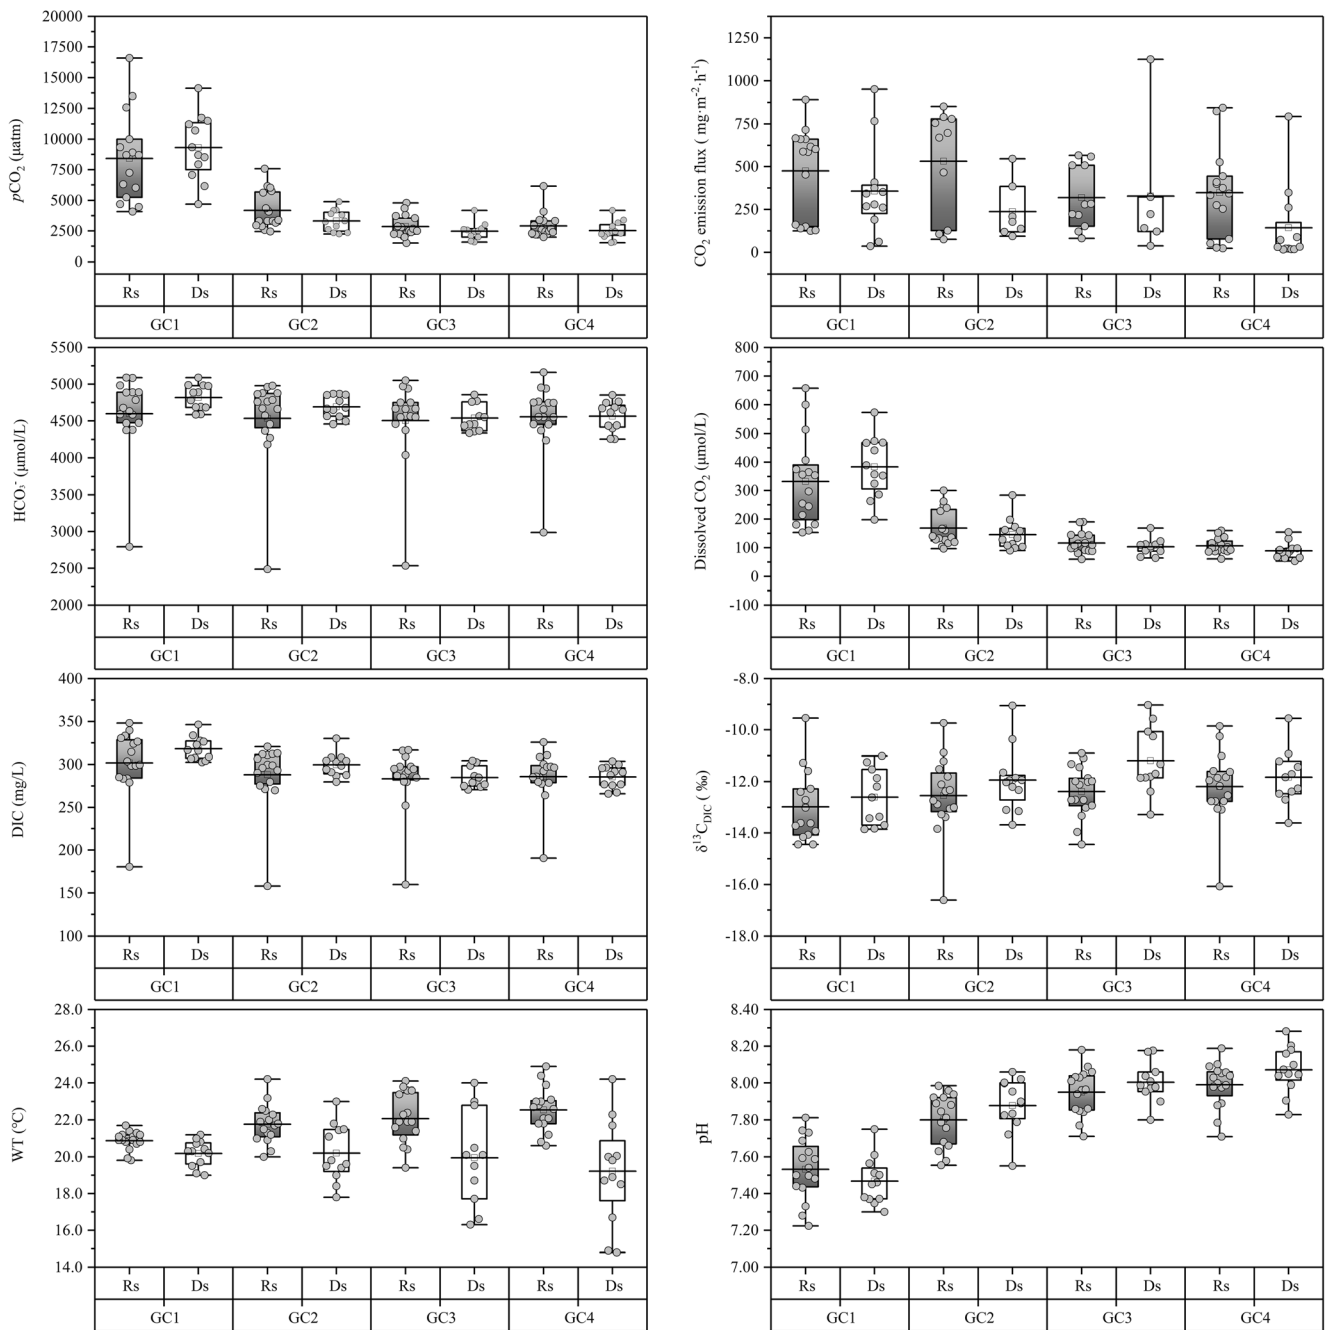 20000
17500
15000
12500
10000
7500
5000
2500
0
pCO₂ (μatm)
Rs Ds Rs Ds Rs Ds Rs Ds
GC1 GC2 GC3 GC4
1250
1000
750
500
250
0
CO₂ emission flux ( mg·m⁻²·h⁻¹)
Rs Ds Rs Ds Rs Ds Rs Ds
GC1 GC2 GC3 GC4
5500
5000
4500
4000
3500
3000
2500
2000
HCO₃⁻ (μmol/L)
Rs Ds Rs Ds Rs Ds Rs Ds
GC1 GC2 GC3 GC4
800
700
600
500
400
300
200
100
0
-100
Dissolved CO₂ (μmol/L)
Rs Ds Rs Ds Rs Ds Rs Ds
GC1 GC2 GC3 GC4
400
350
300
250
200
150
100
DIC (mg/L)
Rs Ds Rs Ds Rs Ds Rs Ds
GC1 GC2 GC3 GC4
-8.0
-10.0
-12.0
-14.0
-16.0
-18.0
δ¹³C_DIC ( ‰)
Rs Ds Rs Ds Rs Ds Rs Ds
GC1 GC2 GC3 GC4
28.0
26.0
24.0
22.0
20.0
18.0
16.0
14.0
WT (°C)
Rs Ds Rs Ds Rs Ds Rs Ds
GC1 GC2 GC3 GC4
8.40
8.20
8.00
7.80
7.60
7.40
7.20
7.00
pH
Rs Ds Rs Ds Rs Ds Rs Ds
GC1 GC2 GC3 GC4